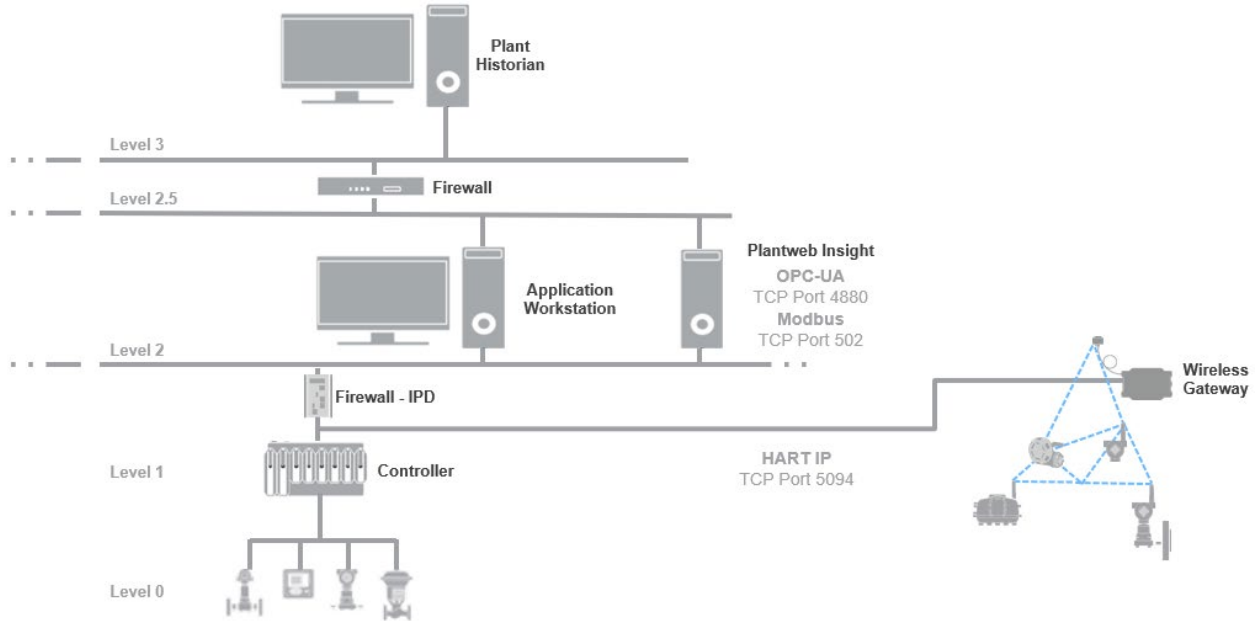 Plant
Historian
Level 3
Firewall
Level 2.5
Plantweb Insight
OPC-UA
TCP Port 4880
Modbus
TCP Port 502
Application
Workstation
Level 2
Wireless
Gateway
Firewall - IPD
Controller
Level 1
HART IP
TCP Port 5094
Level 0